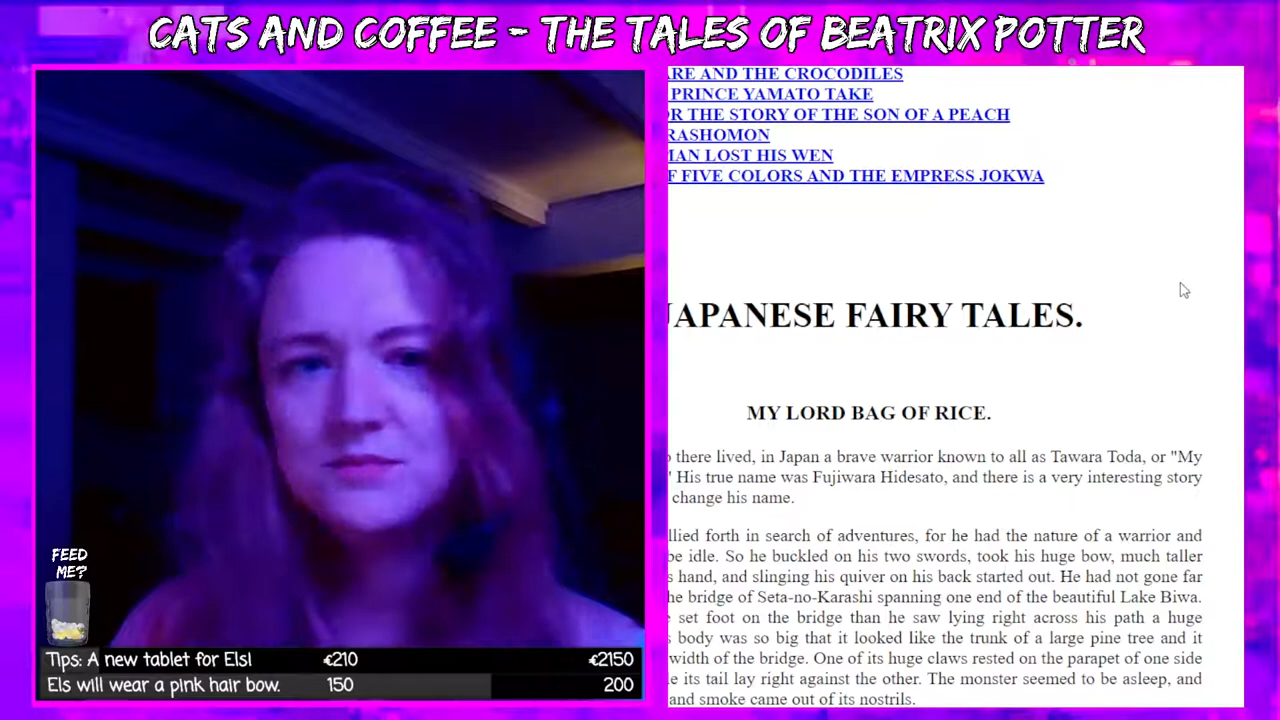 CATS AND COFFEE - THE TALES OF BEATRIX POTTER
FEED
ME?
Tips: A new tablet for Els! €210 €2150
Els will wear a pink hair bow. 150 200
ARE AND THE CROCODILES
PRINCE YAMATO TAKE
OR THE STORY OF THE SON OF A PEACH
RASHOMON
MAN LOST HIS WEN
F FIVE COLORS AND THE EMPRESS JOKWA
JAPANESE FAIRY TALES.
MY LORD BAG OF RICE.
there lived, in Japan a brave warrior known to all as Tawara Toda, or "My
His true name was Fujiwara Hidesato, and there is a very interesting story
change his name.
llied forth in search of adventures, for he had the nature of a warrior and
be idle. So he buckled on his two swords, took his huge bow, much taller
hand, and slinging his quiver on his back started out. He had not gone far
he bridge of Seta-no-Karashi spanning one end of the beautiful Lake Biwa.
set foot on the bridge than he saw lying right across his path a huge
body was so big that it looked like the trunk of a large pine tree and it
width of the bridge. One of its huge claws rested on the parapet of one side
e its tail lay right against the other. The monster seemed to be asleep, and
and smoke came out of its nostrils.